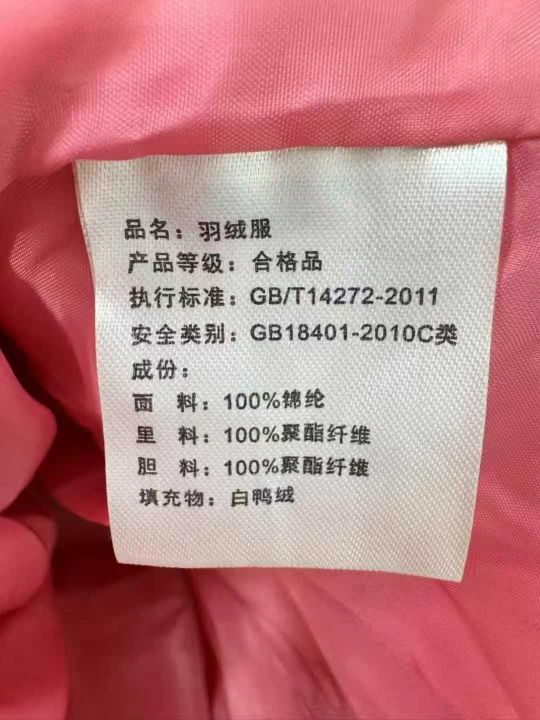 品名：羽绒服
产品等级：合格品
执行标准：GB/T14272-2011
安全类别：GB18401-2010C类
成份：
面 料：100%锦纶
里 料：100%聚酯纤维
胆 料：100%聚酯纤维
填充物：白鸭绒